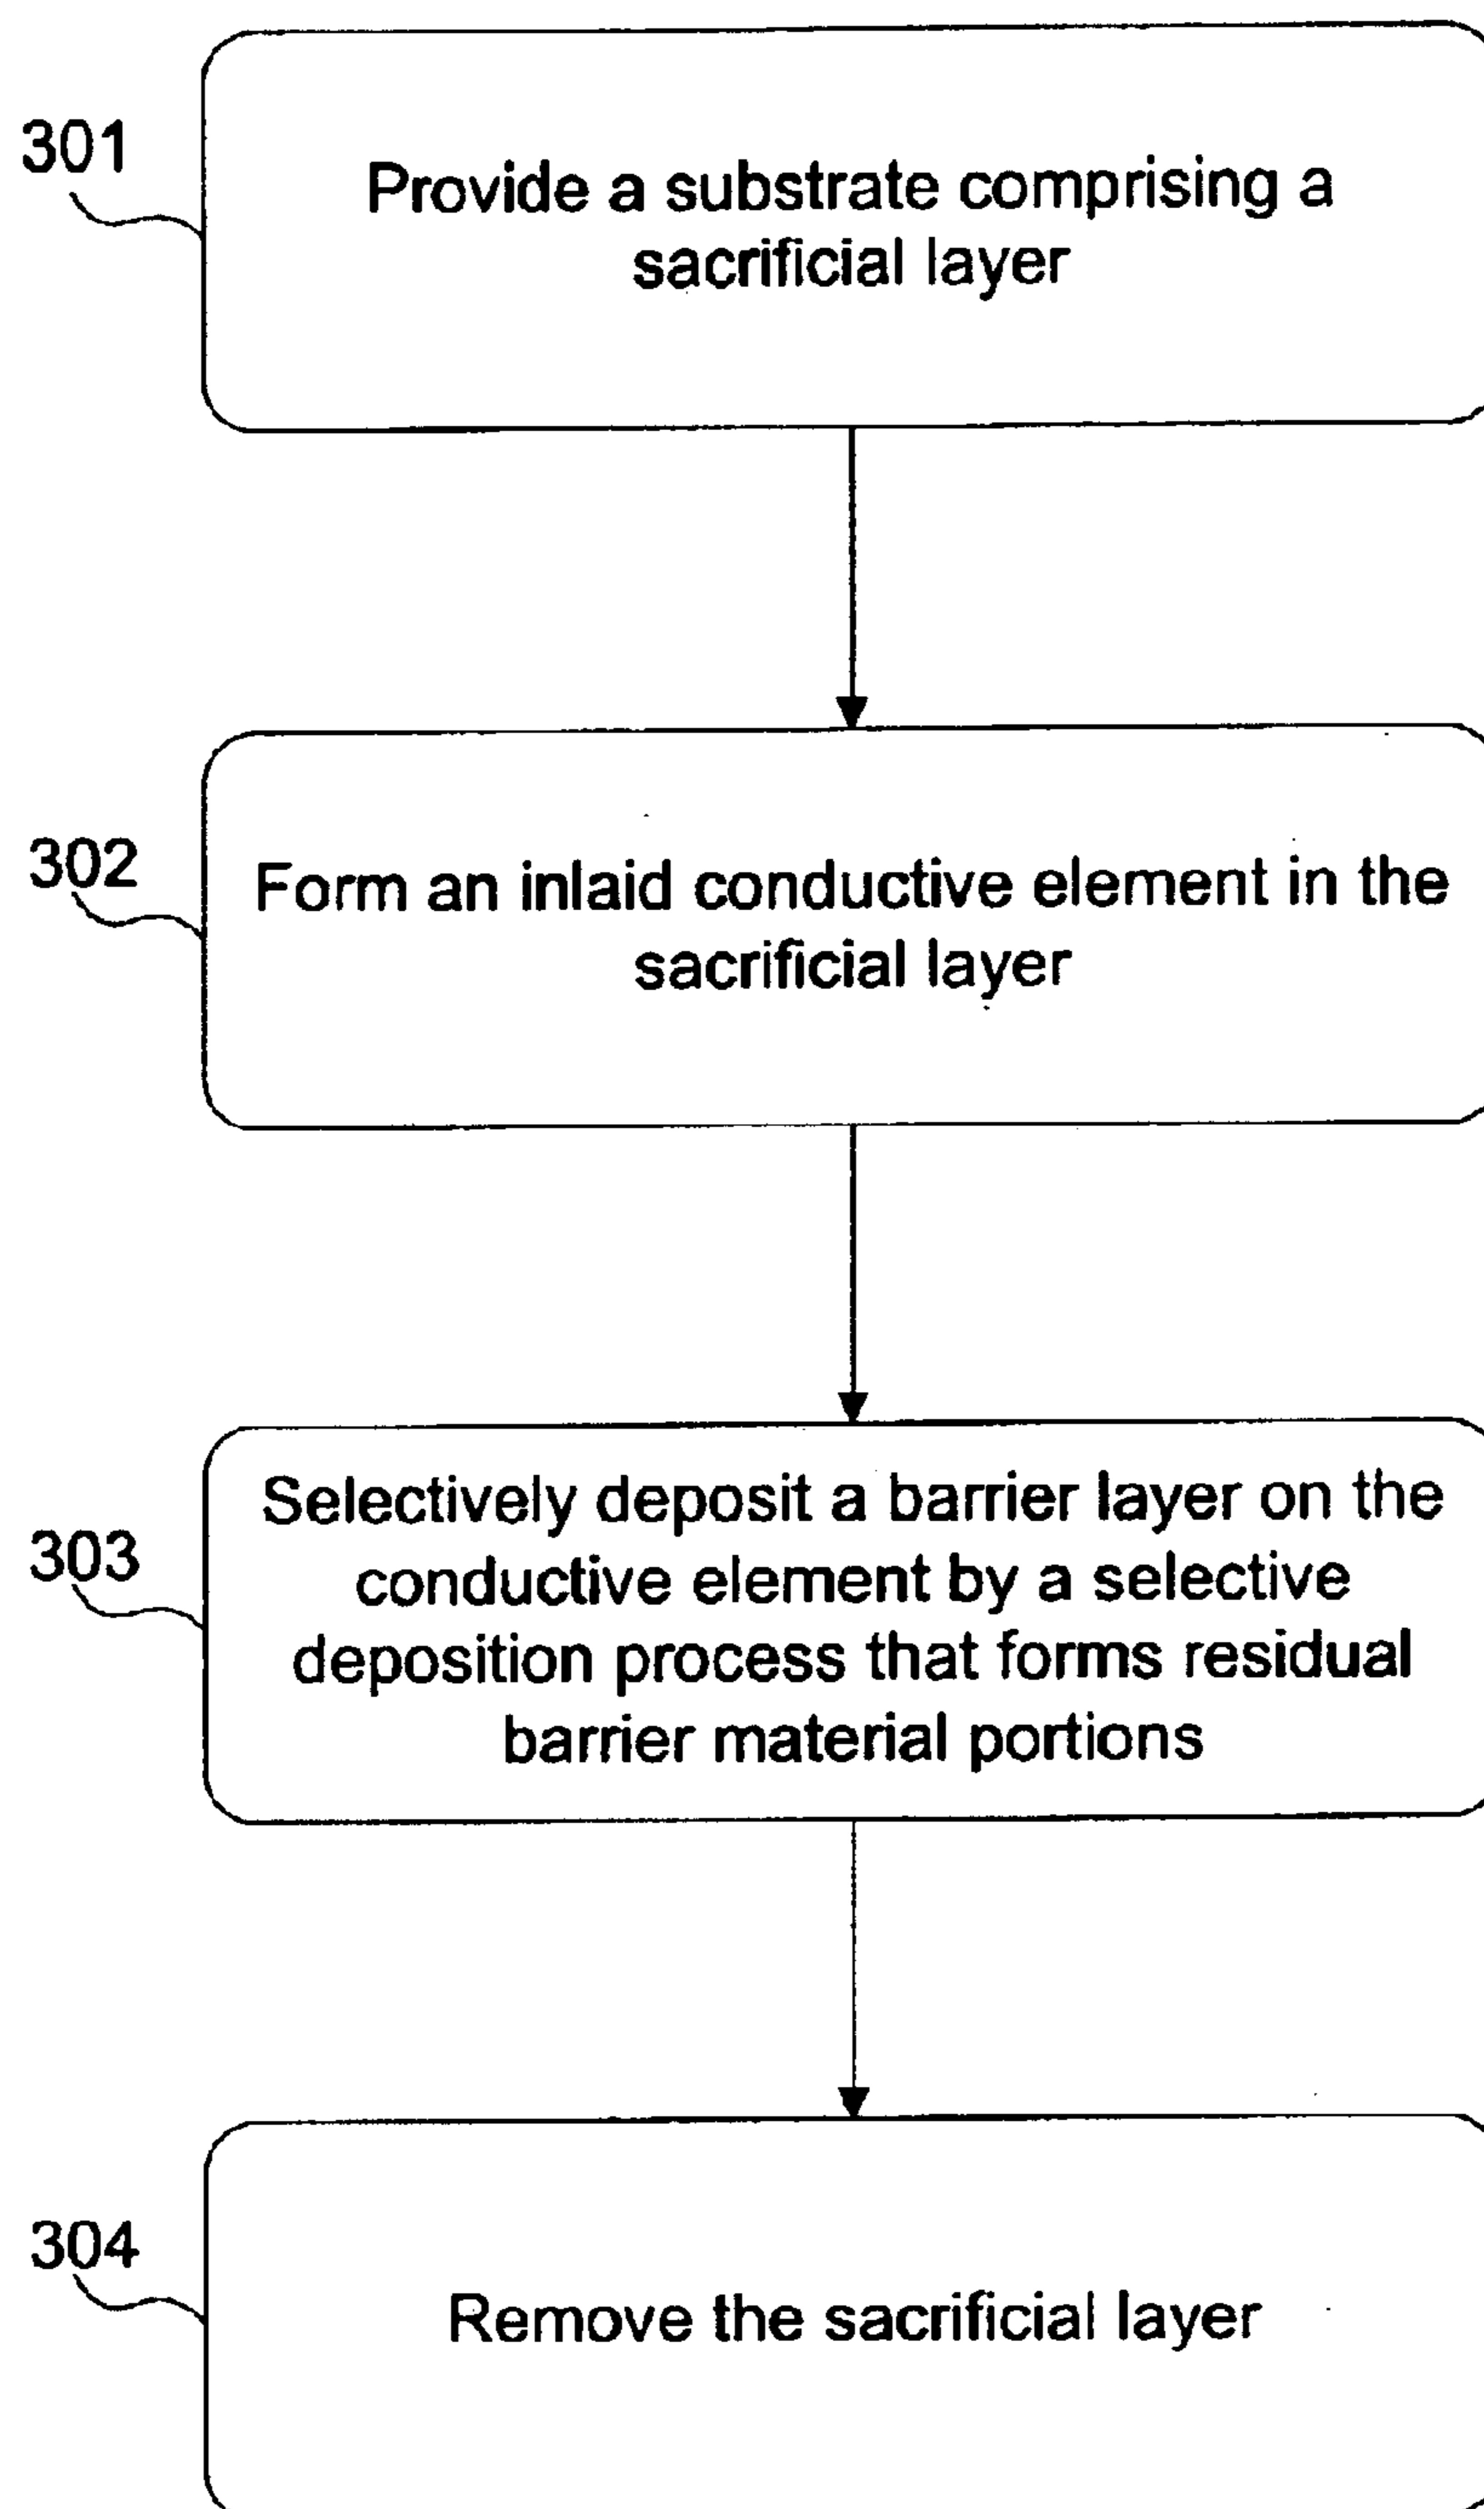 301
Provide a substrate comprising a
sacrificial layer
302
Form an inlaid conductive element in the
sacrificial layer
303
Selectively deposit a barrier layer on the
conductive element by a selective
deposition process that forms residual
barrier material portions
304
Remove the sacrificial layer